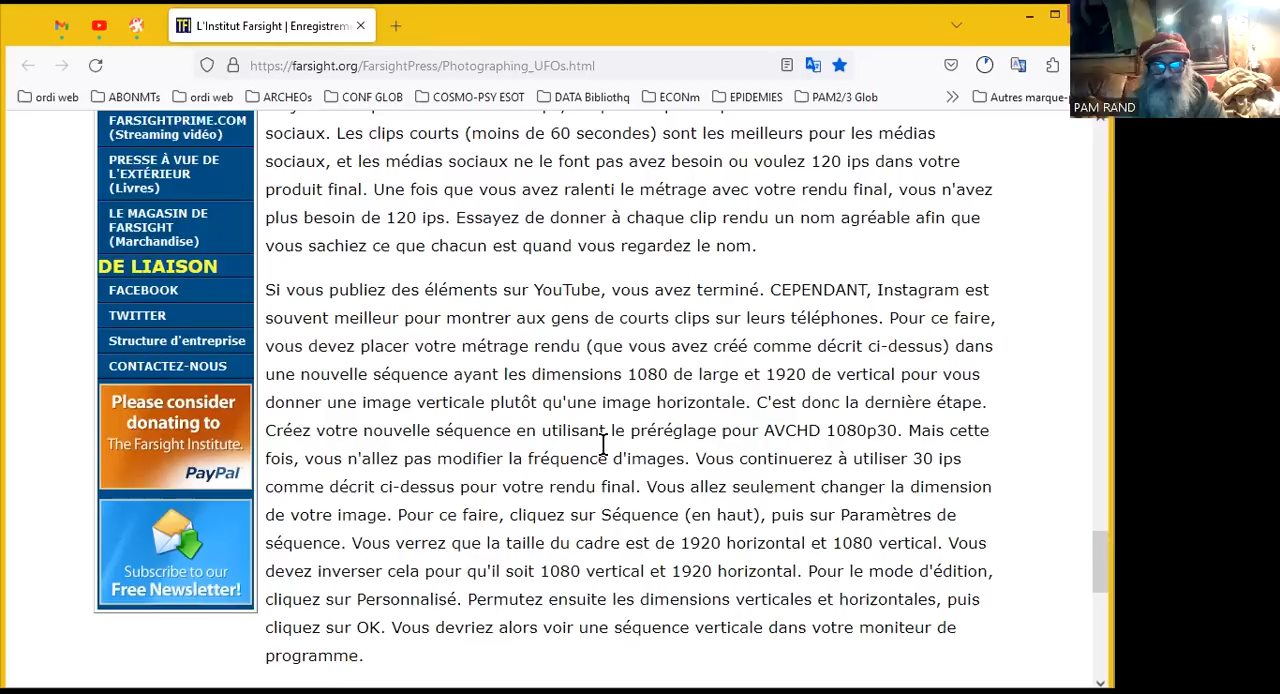 L'Institut Farsight | Enregistreme
https://farsight.org/FarsightPress/Photographing_UFOs.html
ordi web ABONMTs ordi web ARCHEOs CONF GLOB COSMO-PSY ESOT DATA Bibliothq ECONm EPIDEMIES PAM2/3 Glob Autres marque-
PAM RAND
FARSIGHTPRIME.COM
(Streaming vidéo)
PRESSE À VUE DE
L'EXTÉRIEUR
(Livres)
LE MAGASIN DE
FARSIGHT
(Marchandise)
DE LIAISON
FACEBOOK
TWITTER
Structure d'entreprise
CONTACTEZ-NOUS
Please consider
donating to
The Farsight Institute.
PayPal
Subscribe to our
Free Newsletter!
sociaux. Les clips courts (moins de 60 secondes) sont les meilleurs pour les médias
sociaux, et les médias sociaux ne le font pas avez besoin ou voulez 120 ips dans votre
produit final. Une fois que vous avez ralenti le métrage avec votre rendu final, vous n'avez
plus besoin de 120 ips. Essayez de donner à chaque clip rendu un nom agréable afin que
vous sachiez ce que chacun est quand vous regardez le nom.
Si vous publiez des éléments sur YouTube, vous avez terminé. CEPENDANT, Instagram est
souvent meilleur pour montrer aux gens de courts clips sur leurs téléphones. Pour ce faire,
vous devez placer votre métrage rendu (que vous avez créé comme décrit ci-dessus) dans
une nouvelle séquence ayant les dimensions 1080 de large et 1920 de vertical pour vous
donner une image verticale plutôt qu'une image horizontale. C'est donc la dernière étape.
Créez votre nouvelle séquence en utilisant le préréglage pour AVCHD 1080p30. Mais cette
fois, vous n'allez pas modifier la fréquence d'images. Vous continuerez à utiliser 30 ips
comme décrit ci-dessus pour votre rendu final. Vous allez seulement changer la dimension
de votre image. Pour ce faire, cliquez sur Séquence (en haut), puis sur Paramètres de
séquence. Vous verrez que la taille du cadre est de 1920 horizontal et 1080 vertical. Vous
devez inverser cela pour qu'il soit 1080 vertical et 1920 horizontal. Pour le mode d'édition,
cliquez sur Personnalisé. Permutez ensuite les dimensions verticales et horizontales, puis
cliquez sur OK. Vous devriez alors voir une séquence verticale dans votre moniteur de
programme.